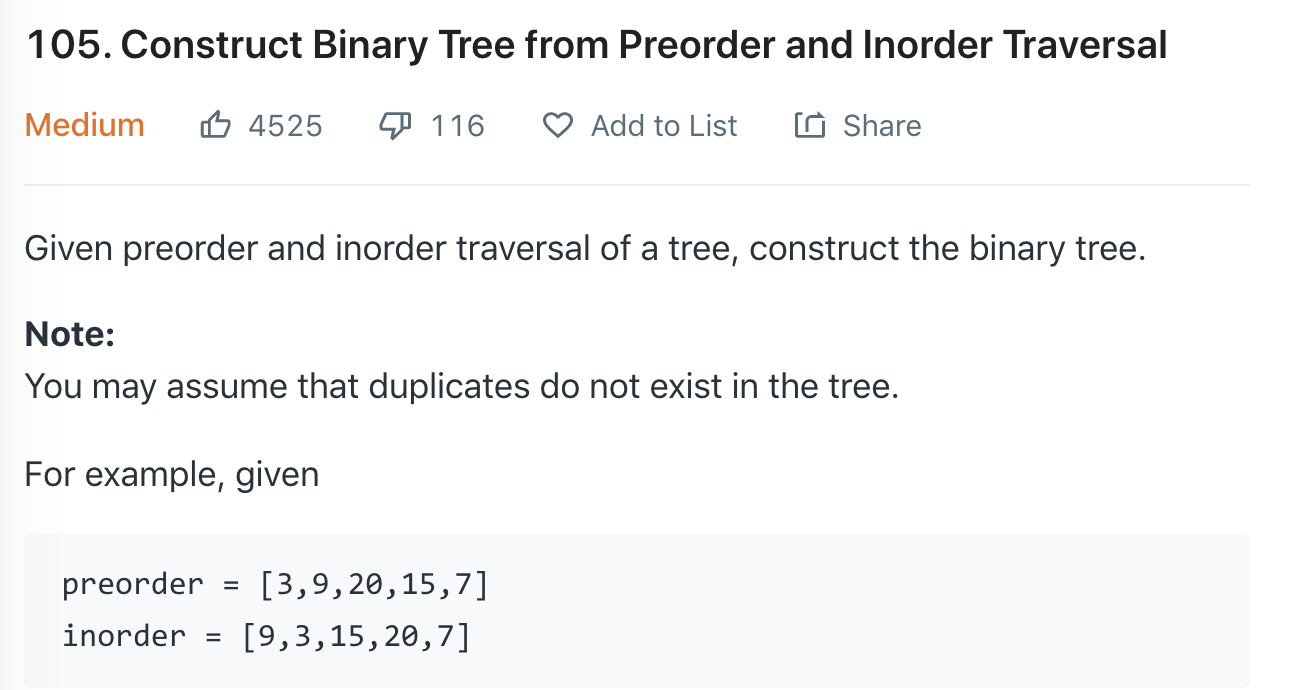 105. Construct Binary Tree from Preorder and Inorder Traversal
Medium 4525 116 Add to List Share
Given preorder and inorder traversal of a tree, construct the binary tree.
Note:
You may assume that duplicates do not exist in the tree.
For example, given
preorder = [3,9,20,15,7]
inorder = [9,3,15,20,7]